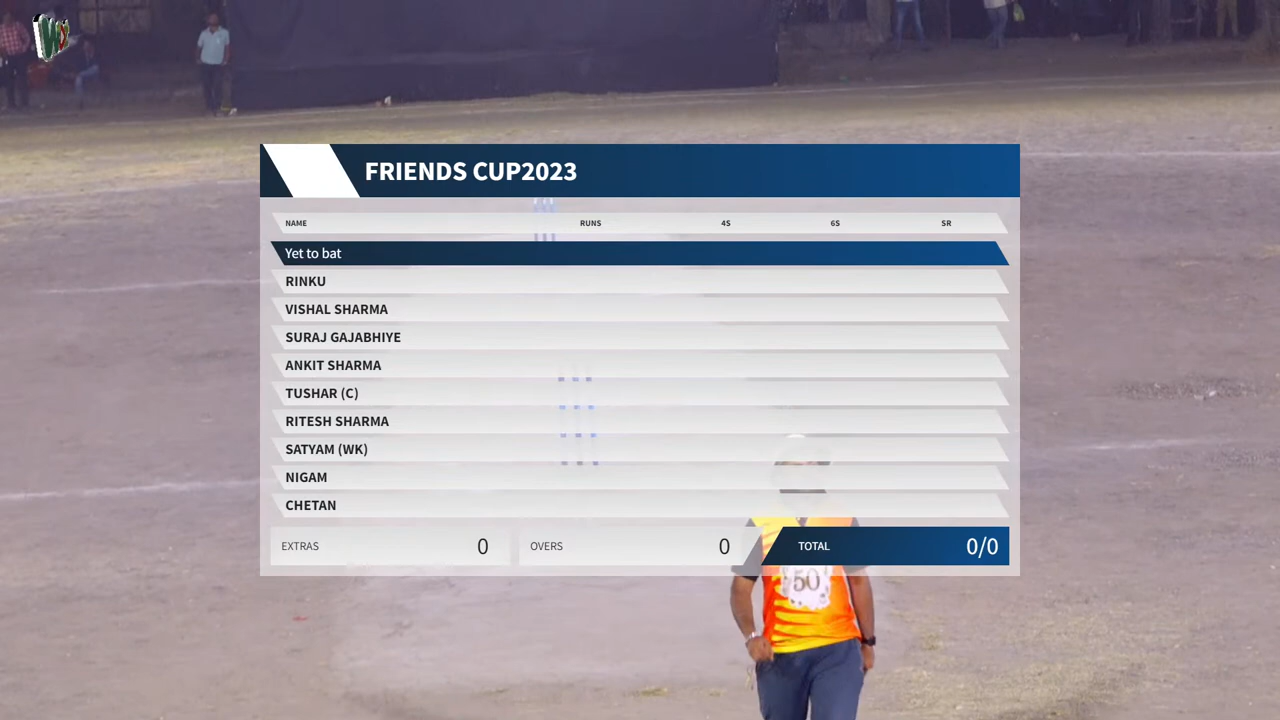 FRIENDS CUP2023
NAME RUNS 4S 6S SR
Yet to bat
RINKU
VISHAL SHARMA
SURAJ GAJABHIYE
ANKIT SHARMA
TUSHAR (C)
RITESH SHARMA
SATYAM (WK)
NIGAM
CHETAN
EXTRAS 0 OVERS 0 TOTAL 0/0
50